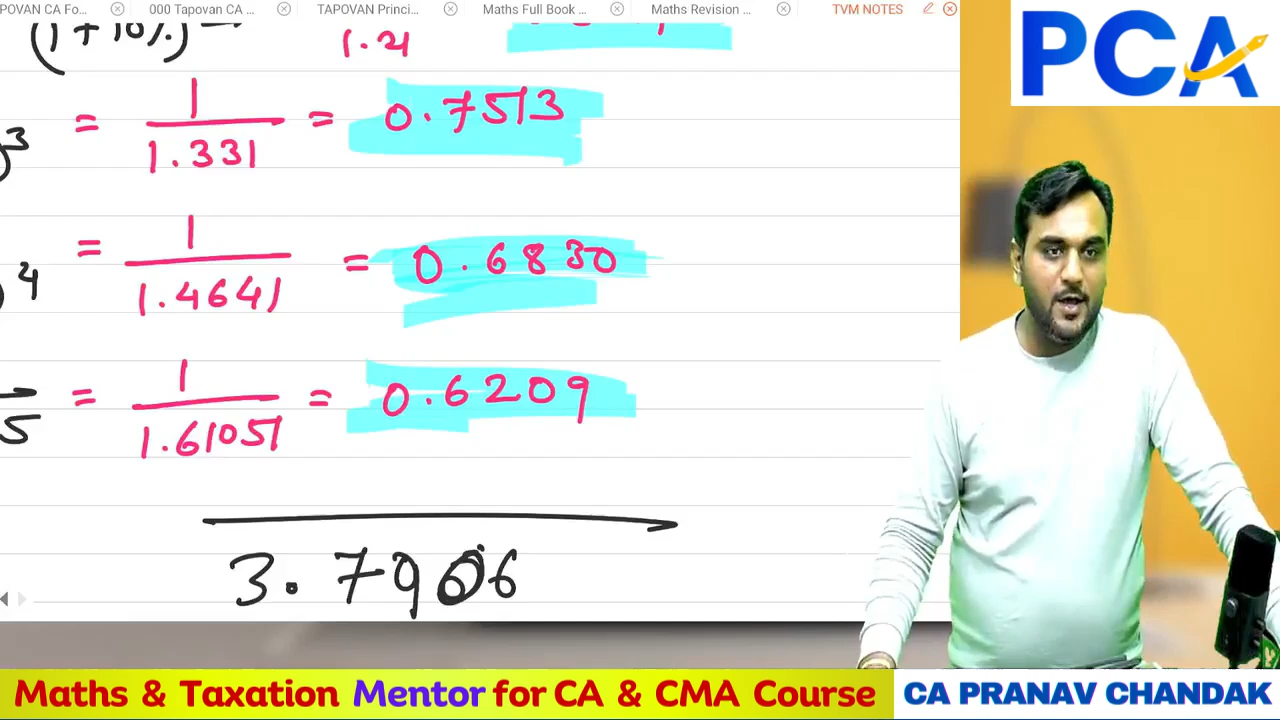 POVAN CA Fo... 000 Tapovan CA ... TAPOVAN Princi... Maths Full Book ... Maths Revision ... TVM NOTES
PCA
(1+10%)
1.21
3 = 1/1.331 = 0.7513
4 = 1/1.4641 = 0.6830
5 = 1/1.61051 = 0.6209
3.7906
Maths & Taxation Mentor for CA & CMA Course
CA PRANAV CHANDAK